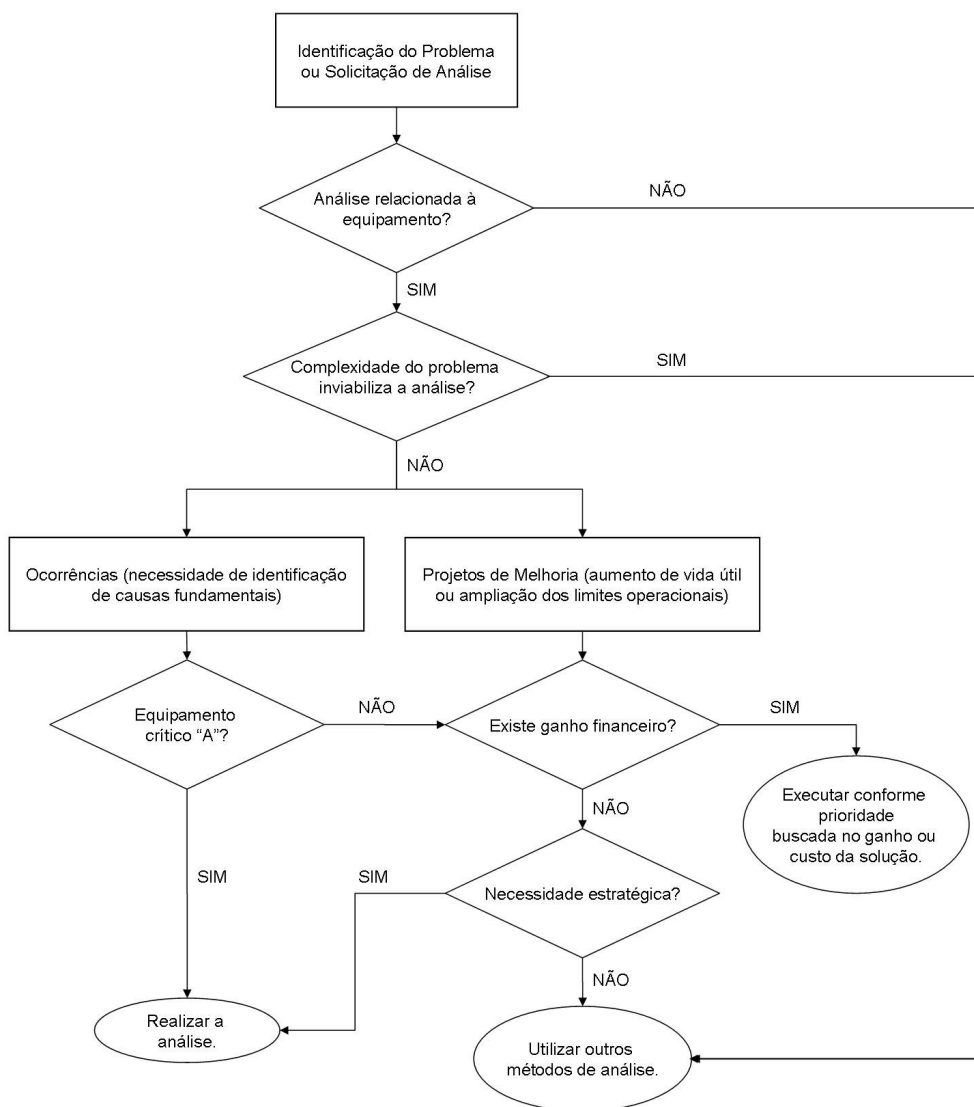 Identificação do Problema
ou Solicitação de Análise
Análise relacionada à
equipamento?
NÃO
SIM
Complexidade do problema
inviabiliza a análise?
SIM
NÃO
Ocorrências (necessidade de identificação
de causas fundamentais)
Projetos de Melhoria (aumento de vida útil
ou ampliação dos limites operacionais)
Equipamento
crítico “A”?
NÃO
Existe ganho financeiro?
SIM
Executar conforme
prioridade
buscada no ganho ou
custo da solução.
NÃO
SIM
SIM
Necessidade estratégica?
NÃO
Realizar a
análise.
Utilizar outros
métodos de análise.